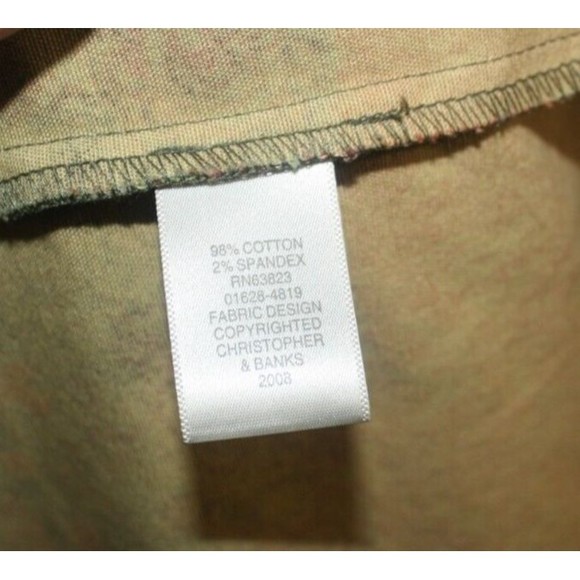 98% COTTON
2% SPANDEX
RN63823
01628-4819
FABRIC DESIGN
COPYRIGHTED
CHRISTOPHER
& BANKS
2008